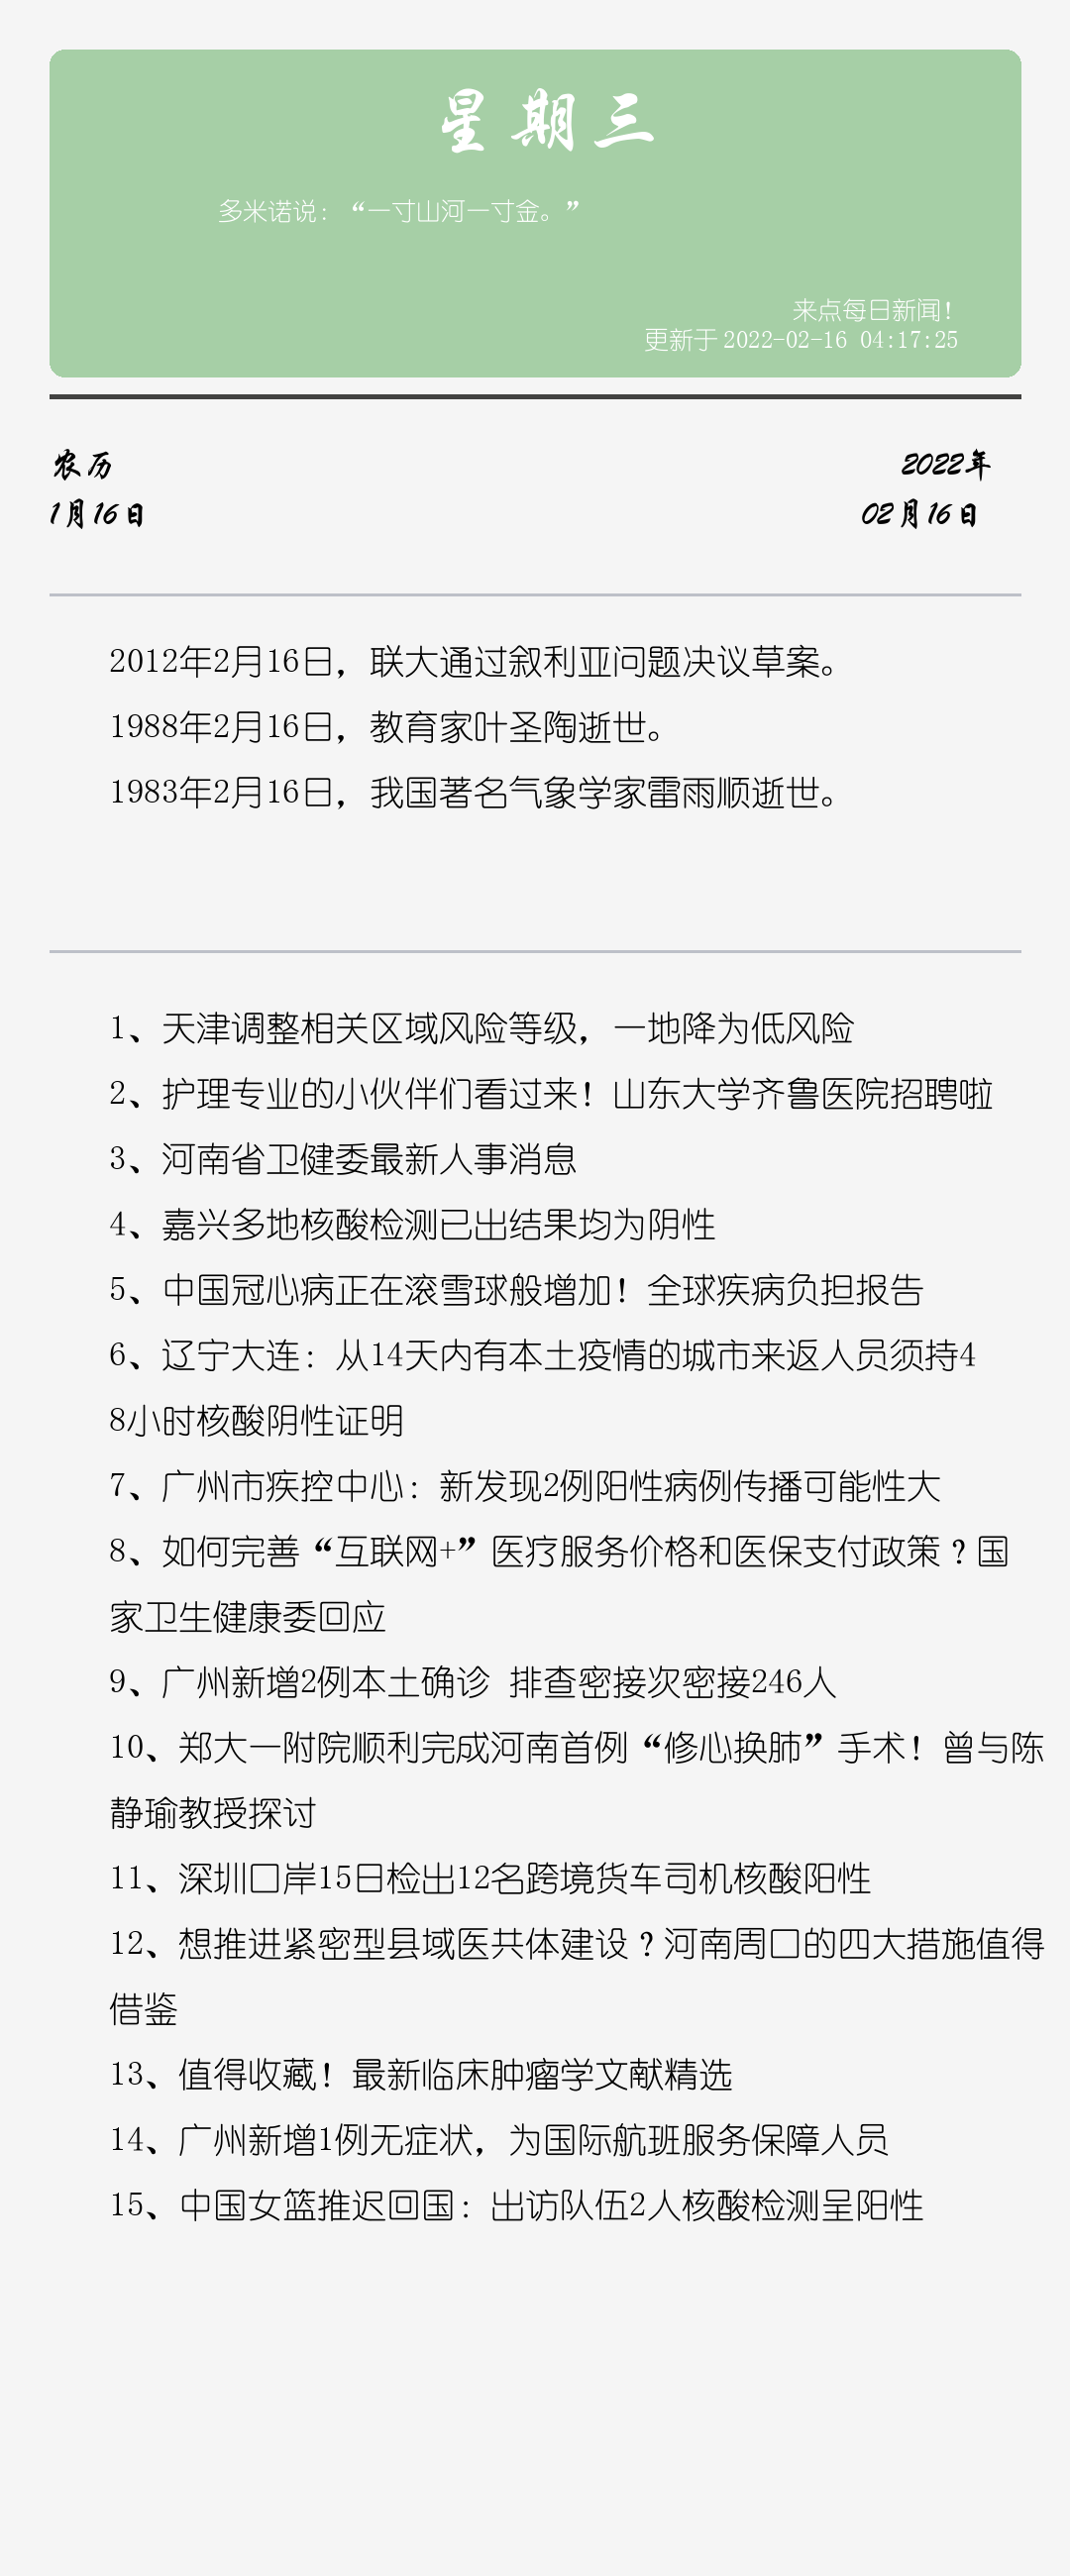 星期三
多米诺说：“一寸山河一寸金。”
来点每日新闻！
更新于 2022-02-16 04:17:25
农历
2022年
1月16日
02月16日
2012年2月16日，联大通过叙利亚问题决议草案。
1988年2月16日，教育家叶圣陶逝世。
1983年2月16日，我国著名气象学家雷雨顺逝世。
1、天津调整相关区域风险等级，一地降为低风险
2、护理专业的小伙伴们看过来！山东大学齐鲁医院招聘啦
3、河南省卫健委最新人事消息
4、嘉兴多地核酸检测已出结果均为阴性
5、中国冠心病正在滚雪球般增加！全球疾病负担报告
6、辽宁大连：从14天内有本土疫情的城市来返人员须持4
8小时核酸阴性证明
7、广州市疾控中心：新发现2例阳性病例传播可能性大
8、如何完善“互联网+”医疗服务价格和医保支付政策？国
家卫生健康委回应
9、广州新增2例本土确诊 排查密接次密接246人
10、郑大一附院顺利完成河南首例“修心换肺”手术！曾与陈
静瑜教授探讨
11、深圳口岸15日检出12名跨境货车司机核酸阳性
12、想推进紧密型县域医共体建设？河南周口的四大措施值得
借鉴
13、值得收藏！最新临床肿瘤学文献精选
14、广州新增1例无症状，为国际航班服务保障人员
15、中国女篮推迟回国：出访队伍2人核酸检测呈阳性